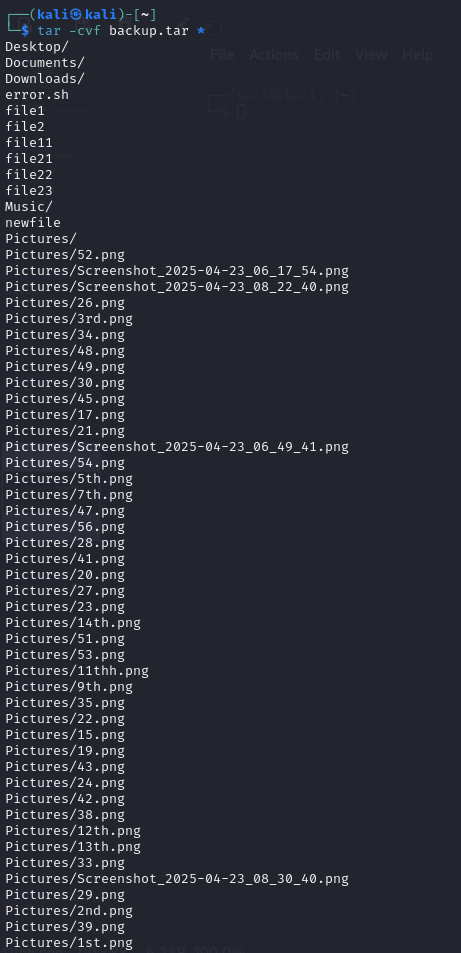 ┌──(kali㉿kali)-[~]
└─$ tar -cvf backup.tar *
File Actions Edit View Help
Desktop/
Documents/
Downloads/
error.sh
file1
file2
file11
file21
file22
file23
Music/
newfile
Pictures/
Pictures/52.png
Pictures/Screenshot_2025-04-23_06_17_54.png
Pictures/Screenshot_2025-04-23_08_22_40.png
Pictures/26.png
Pictures/3rd.png
Pictures/34.png
Pictures/48.png
Pictures/49.png
Pictures/30.png
Pictures/45.png
Pictures/17.png
Pictures/21.png
Pictures/Screenshot_2025-04-23_06_49_41.png
Pictures/54.png
Pictures/5th.png
Pictures/7th.png
Pictures/47.png
Pictures/56.png
Pictures/28.png
Pictures/41.png
Pictures/20.png
Pictures/27.png
Pictures/23.png
Pictures/14th.png
Pictures/51.png
Pictures/53.png
Pictures/11thh.png
Pictures/9th.png
Pictures/35.png
Pictures/22.png
Pictures/15.png
Pictures/19.png
Pictures/43.png
Pictures/24.png
Pictures/42.png
Pictures/38.png
Pictures/12th.png
Pictures/13th.png
Pictures/33.png
Pictures/Screenshot_2025-04-23_08_30_40.png
Pictures/29.png
Pictures/2nd.png
Pictures/39.png
Pictures/1st.png